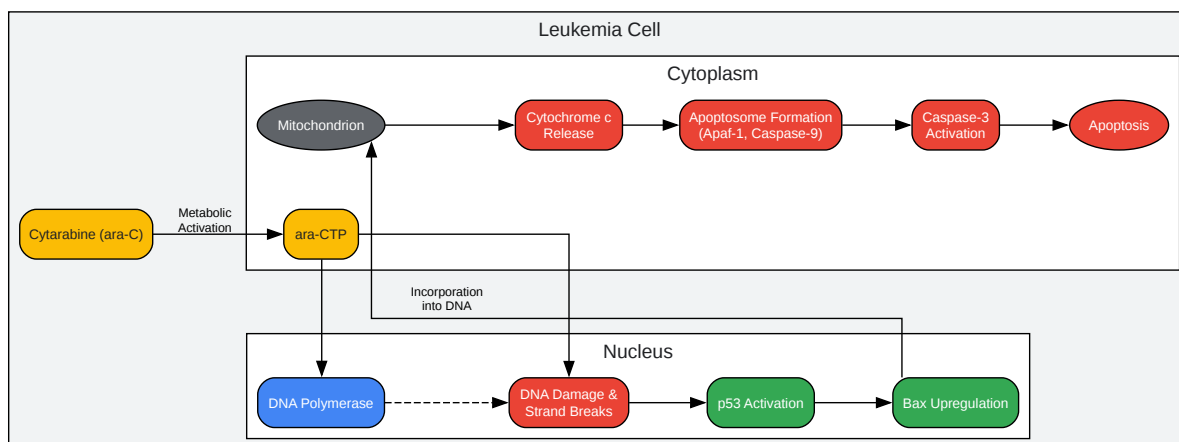 Leukemia Cell
Cytoplasm
Mitochondrion
Cytochrome c
Release
Apoptosome Formation
(Apaf-1, Caspase-9)
Caspase-3
Activation
Apoptosis
Cytarabine (ara-C)
Metabolic
Activation
ara-CTP
Incorporation
into DNA
Nucleus
DNA Polymerase
DNA Damage &
Strand Breaks
p53 Activation
Bax Upregulation